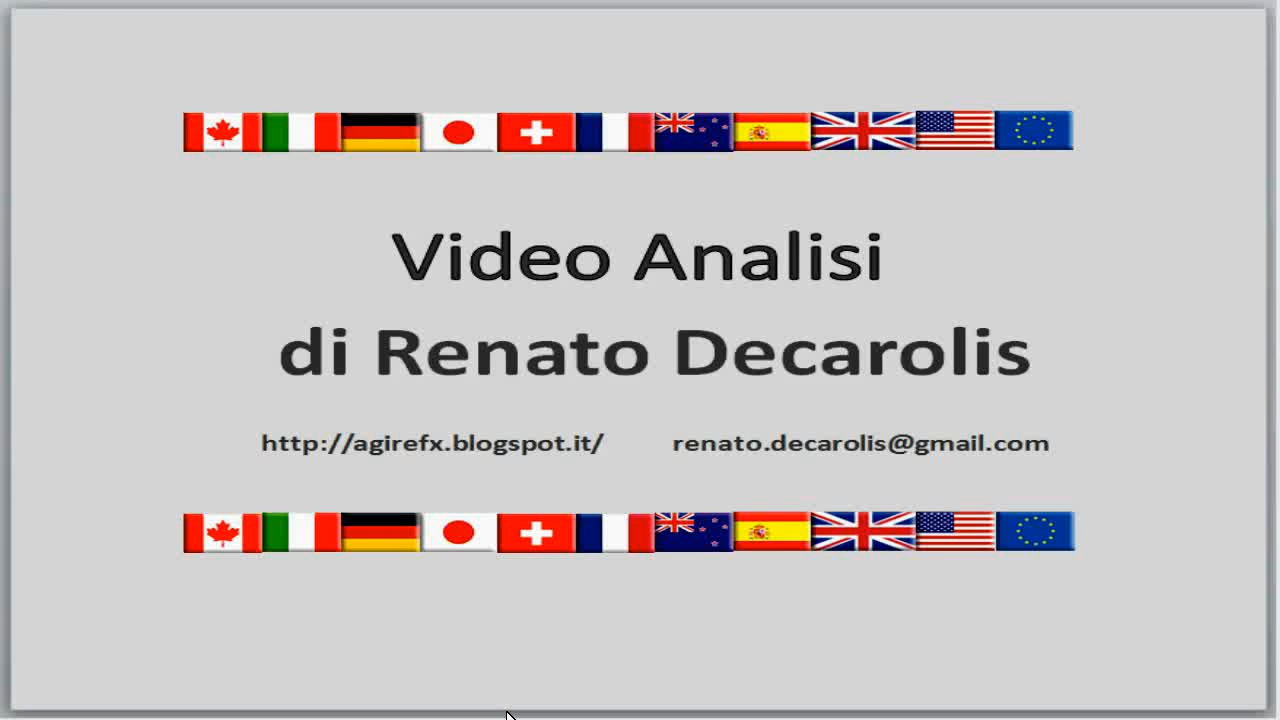 Video Analisi
di Renato Decarolis
http://agirefx.blogspot.it/ renato.decarolis@gmail.com